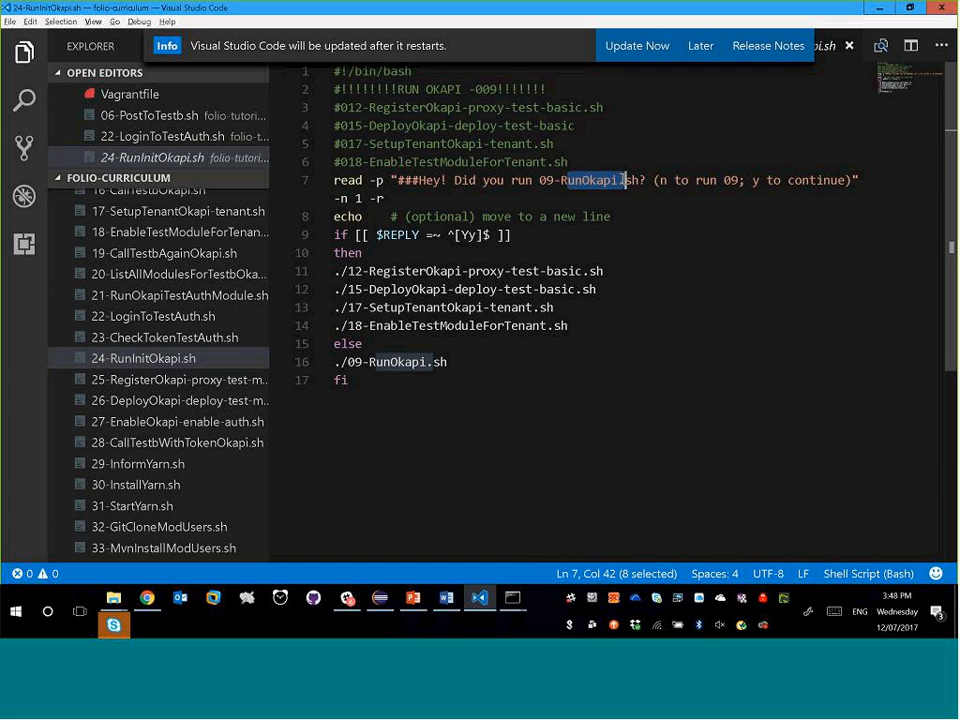 24-RunInitOkapi.sh — folio-curriculum — Visual Studio Code
File Edit Selection View Go Debug Help
EXPLORER
Info Visual Studio Code will be updated after it restarts. Update Now Later Release Notes
pi.sh
OPEN EDITORS
Vagrantfile
06-PostToTestb.sh folio-tutori...
22-LoginToTestAuth.sh folio-t...
24-RunInitOkapi.sh folio-tutori...
FOLIO-CURRICULUM
16-CallTestbOkapi.sh
17-SetupTenantOkapi-tenant.sh
18-EnableTestModuleForTenan...
19-CallTestbAgainOkapi.sh
20-ListAllModulesForTestbOka...
21-RunOkapiTestAuthModule.sh
22-LoginToTestAuth.sh
23-CheckTokenTestAuth.sh
24-RunInitOkapi.sh
25-RegisterOkapi-proxy-test-m...
26-DeployOkapi-deploy-test-m...
27-EnableOkapi-enable-auth.sh
28-CallTestbWithTokenOkapi.sh
29-InformYarn.sh
30-InstallYarn.sh
31-StartYarn.sh
32-GitCloneModUsers.sh
33-MvnInstallModUsers.sh
1 #!/bin/bash
2 #!!!!!!!!RUN OKAPI -009!!!!!!!
3 #012-RegisterOkapi-proxy-test-basic.sh
4 #015-DeployOkapi-deploy-test-basic
5 #017-SetupTenantOkapi-tenant.sh
6 #018-EnableTestModuleForTenant.sh
7 read -p "###Hey! Did you run 09-RunOkapi.sh? (n to run 09; y to continue)"
-n 1 -r
8 echo # (optional) move to a new line
9 if [[ $REPLY =~ ^[Yy]$ ]]
10 then
11 ./12-RegisterOkapi-proxy-test-basic.sh
12 ./15-DeployOkapi-deploy-test-basic.sh
13 ./17-SetupTenantOkapi-tenant.sh
14 ./18-EnableTestModuleForTenant.sh
15 else
16 ./09-RunOkapi.sh
17 fi
0 0 Ln 7, Col 42 (8 selected) Spaces: 4 UTF-8 LF Shell Script (Bash)
3:48 PM
ENG Wednesday
12/07/2017
3